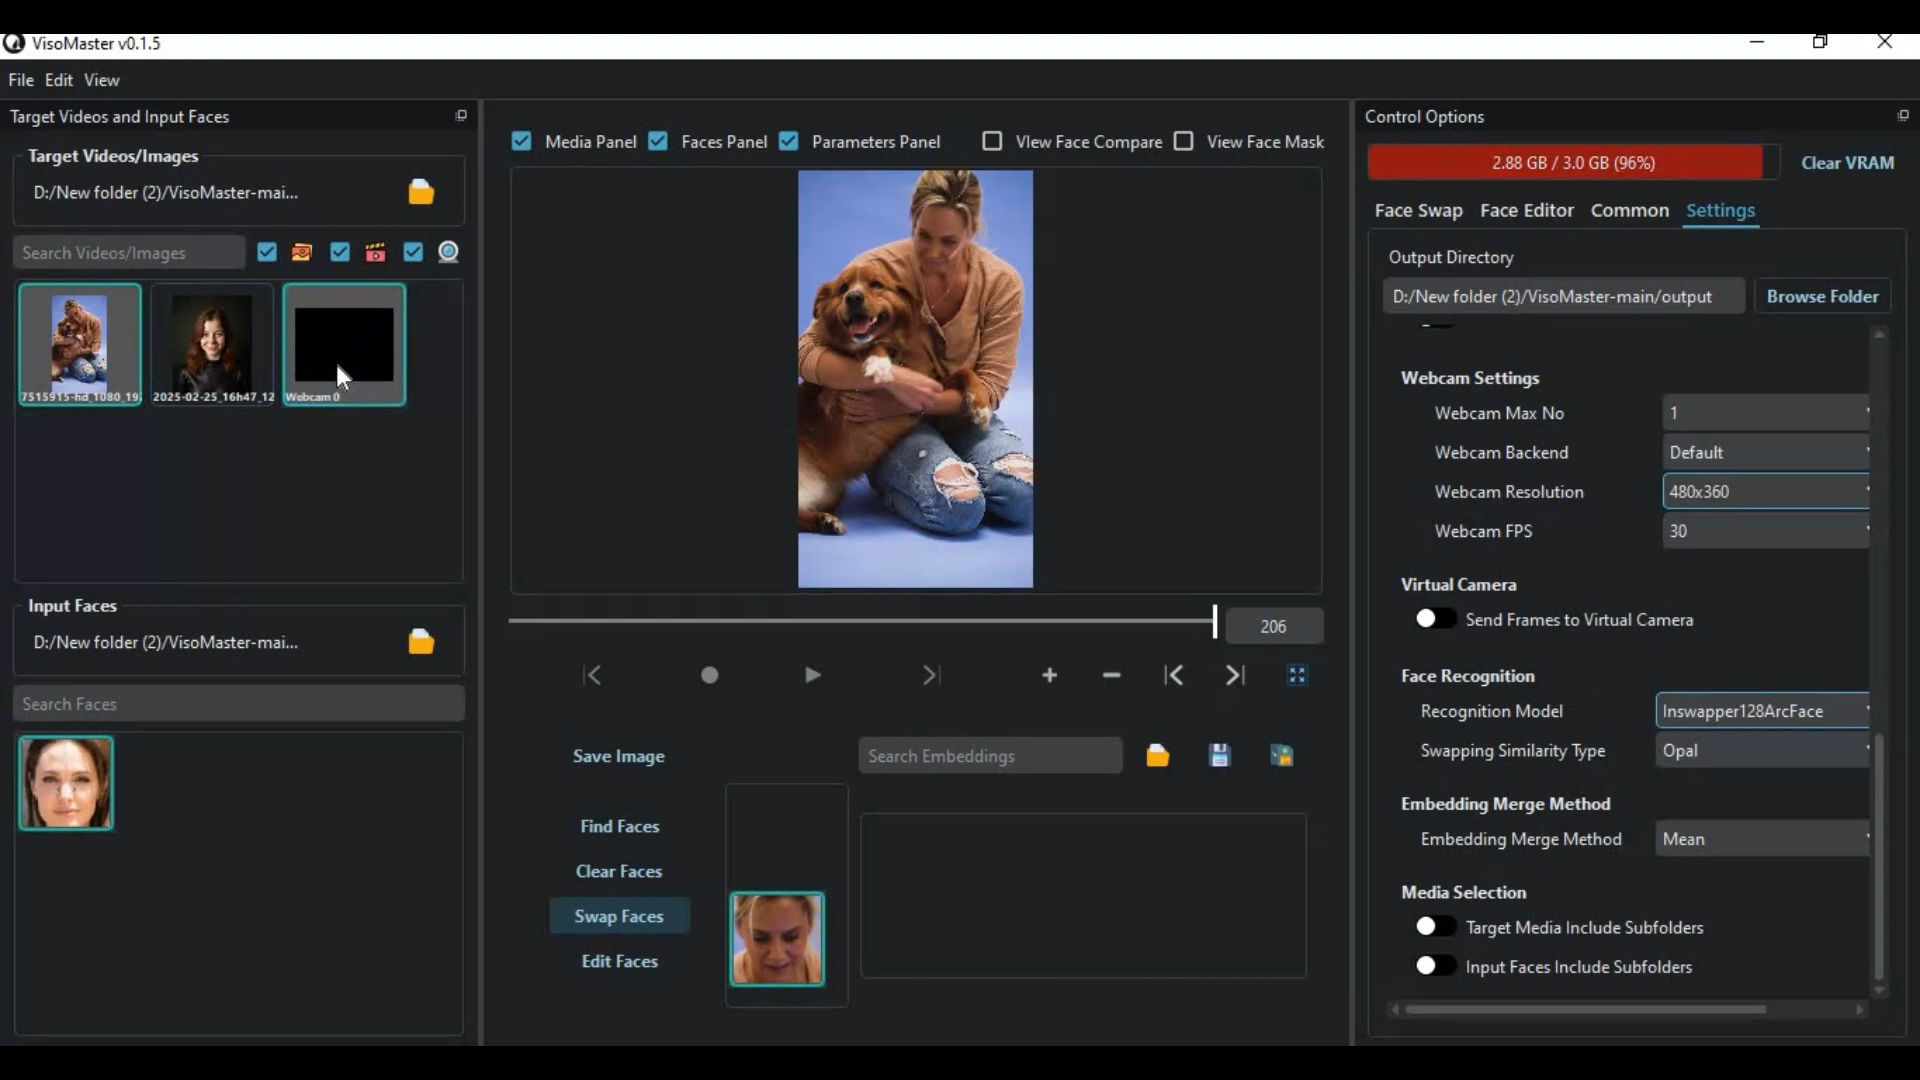 VisoMaster v0.1.5
File Edit View
Target Videos and Input Faces
Target Videos/Images
D:/New folder (2)/VisoMaster-mai...
Search Videos/Images
7515915-hd_1080_19.
2025-02-25_16h47_12
Webcam 0
Input Faces
D:/New folder (2)/VisoMaster-mai...
Search Faces
Media Panel
Faces Panel
Parameters Panel
VIew Face Compare
View Face Mask
206
Save Image
Search Embeddings
Find Faces
Clear Faces
Swap Faces
Edit Faces
Control Options
2.88 GB / 3.0 GB (96%)
Clear VRAM
Face Swap Face Editor Common Settings
Output Directory
D:/New folder (2)/VisoMaster-main/output
Browse Folder
Webcam Settings
Webcam Max No 1
Webcam Backend Default
Webcam Resolution 480x360
Webcam FPS 30
Virtual Camera
Send Frames to Virtual Camera
Face Recognition
Recognition Model Inswapper128ArcFace
Swapping Similarity Type Opal
Embedding Merge Method
Embedding Merge Method Mean
Media Selection
Target Media Include Subfolders
Input Faces Include Subfolders